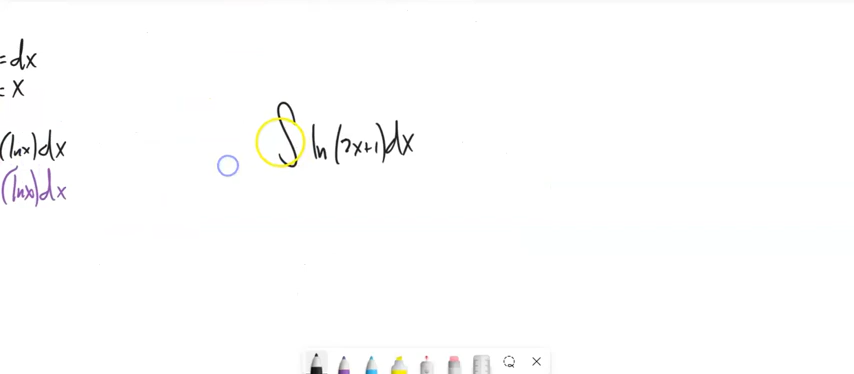 = dx
= x
(lnx)dx
(lnx)dx
∫ ln(2x+1)dx